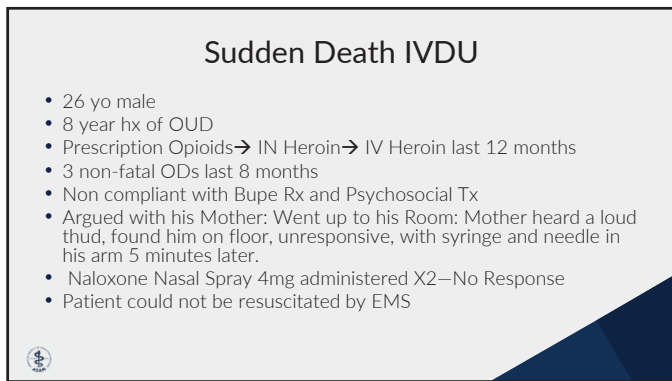 Sudden Death IVDU
• 26 yo male
• 8 year hx of OUD
• Prescription Opioids→ IN Heroin→ IV Heroin last 12 months
• 3 non-fatal ODs last 8 months
• Non compliant with Bupe Rx and Psychosocial Tx
• Argued with his Mother: Went up to his Room: Mother heard a loud
thud, found him on floor, unresponsive, with syringe and needle in
his arm 5 minutes later.
• Naloxone Nasal Spray 4mg administered X2—No Response
• Patient could not be resuscitated by EMS
ASAM